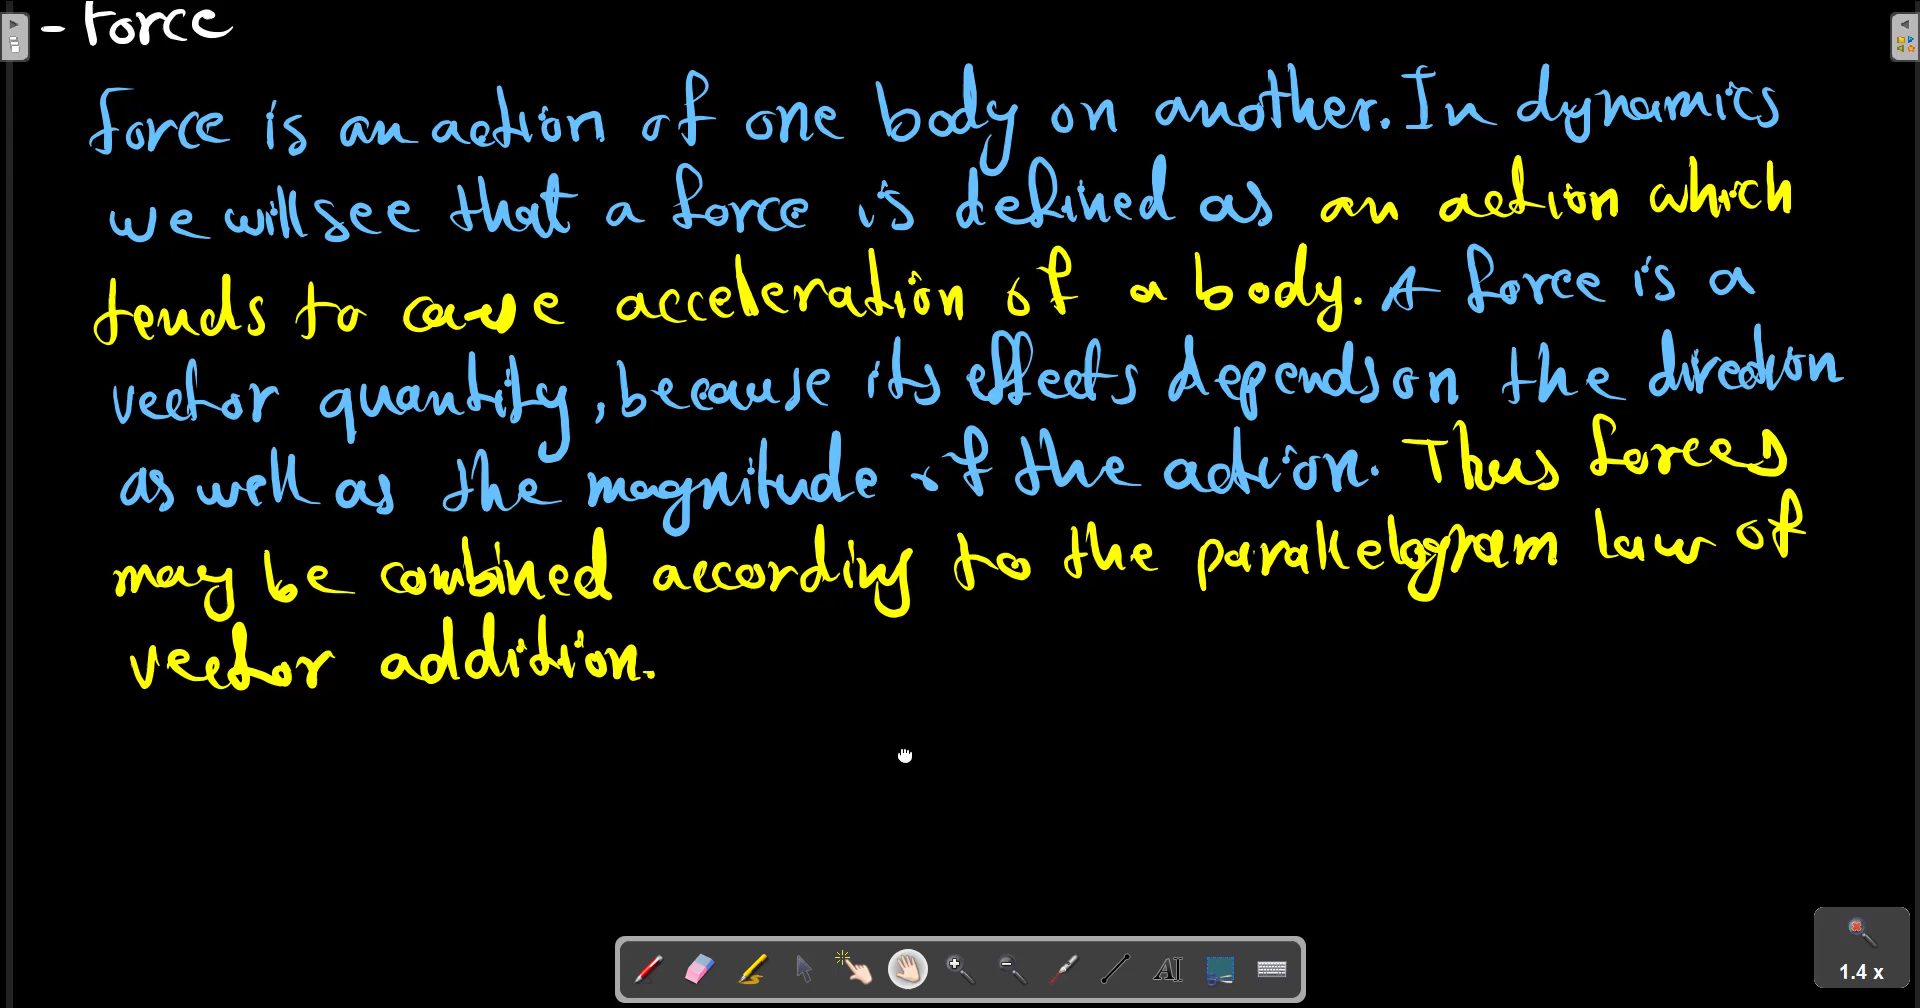 - Force
Force is an action of one body on another. In dynamics
we will see that a force is defined as an action which
tends to cause acceleration of a body. A force is a
vector quantity, because its effects depends on the direction
as well as the magnitude of the action. Thus forces
may be combined according to the parallelogram law of
vector addition.
1.4 x